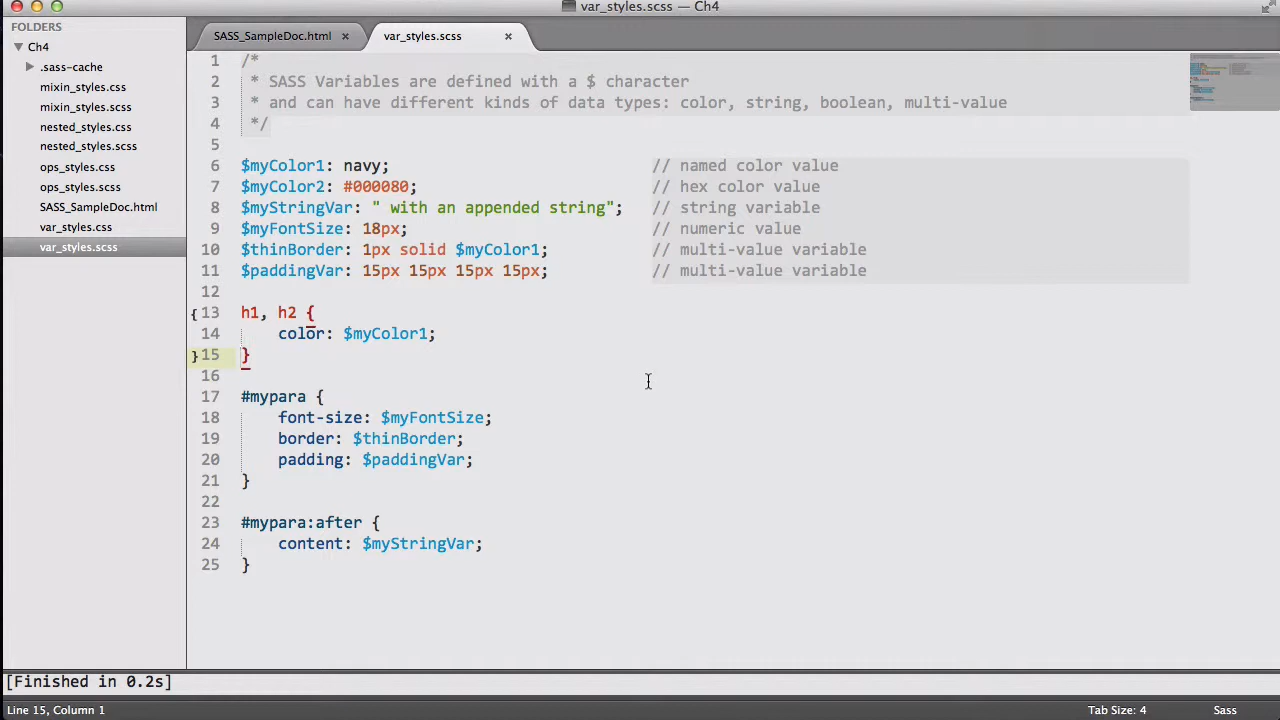 var_styles.scss — Ch4
FOLDERS
Ch4
.sass-cache
mixin_styles.css
mixin_styles.scss
nested_styles.css
nested_styles.scss
ops_styles.css
ops_styles.scss
SASS_SampleDoc.html
var_styles.css
var_styles.scss
SASS_SampleDoc.html ×
var_styles.scss ×
1 /*
2 * SASS Variables are defined with a $ character
3 * and can have different kinds of data types: color, string, boolean, multi-value
4 */
5
6 $myColor1: navy; // named color value
7 $myColor2: #000080; // hex color value
8 $myStringVar: " with an appended string"; // string variable
9 $myFontSize: 18px; // numeric value
10 $thinBorder: 1px solid $myColor1; // multi-value variable
11 $paddingVar: 15px 15px 15px 15px; // multi-value variable
12
{ 13 h1, h2 {
14 color: $myColor1;
} 15 }
16
17 #mypara {
18 font-size: $myFontSize;
19 border: $thinBorder;
20 padding: $paddingVar;
21 }
22
23 #mypara:after {
24 content: $myStringVar;
25 }
[Finished in 0.2s]
Line 15, Column 1
Tab Size: 4
Sass